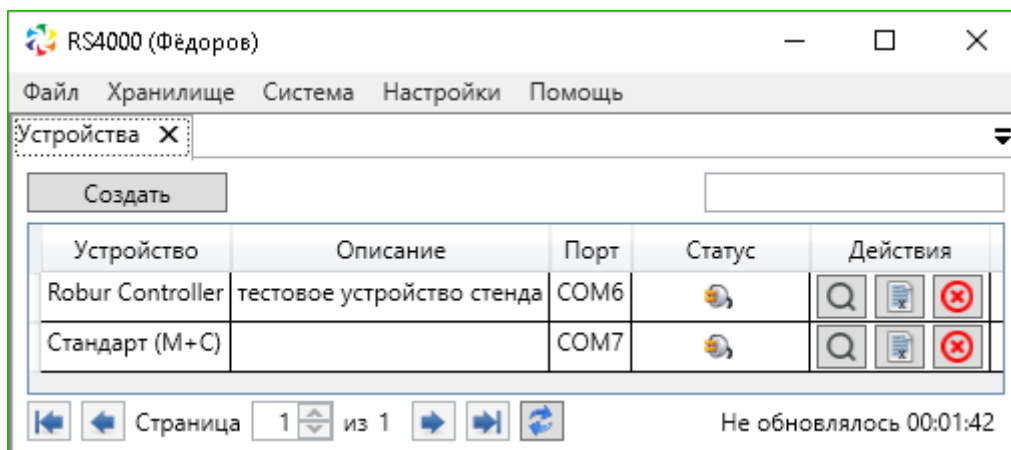 RS4000 (Фёдоров)
Файл Хранилище Система Настройки Помощь
Устройства
Создать
Устройство Описание Порт Статус Действия
Robur Controller тестовое устройство стенда COM6
Стандарт (М+С) COM7
Страница 1 из 1 Не обновлялось 00:01:42